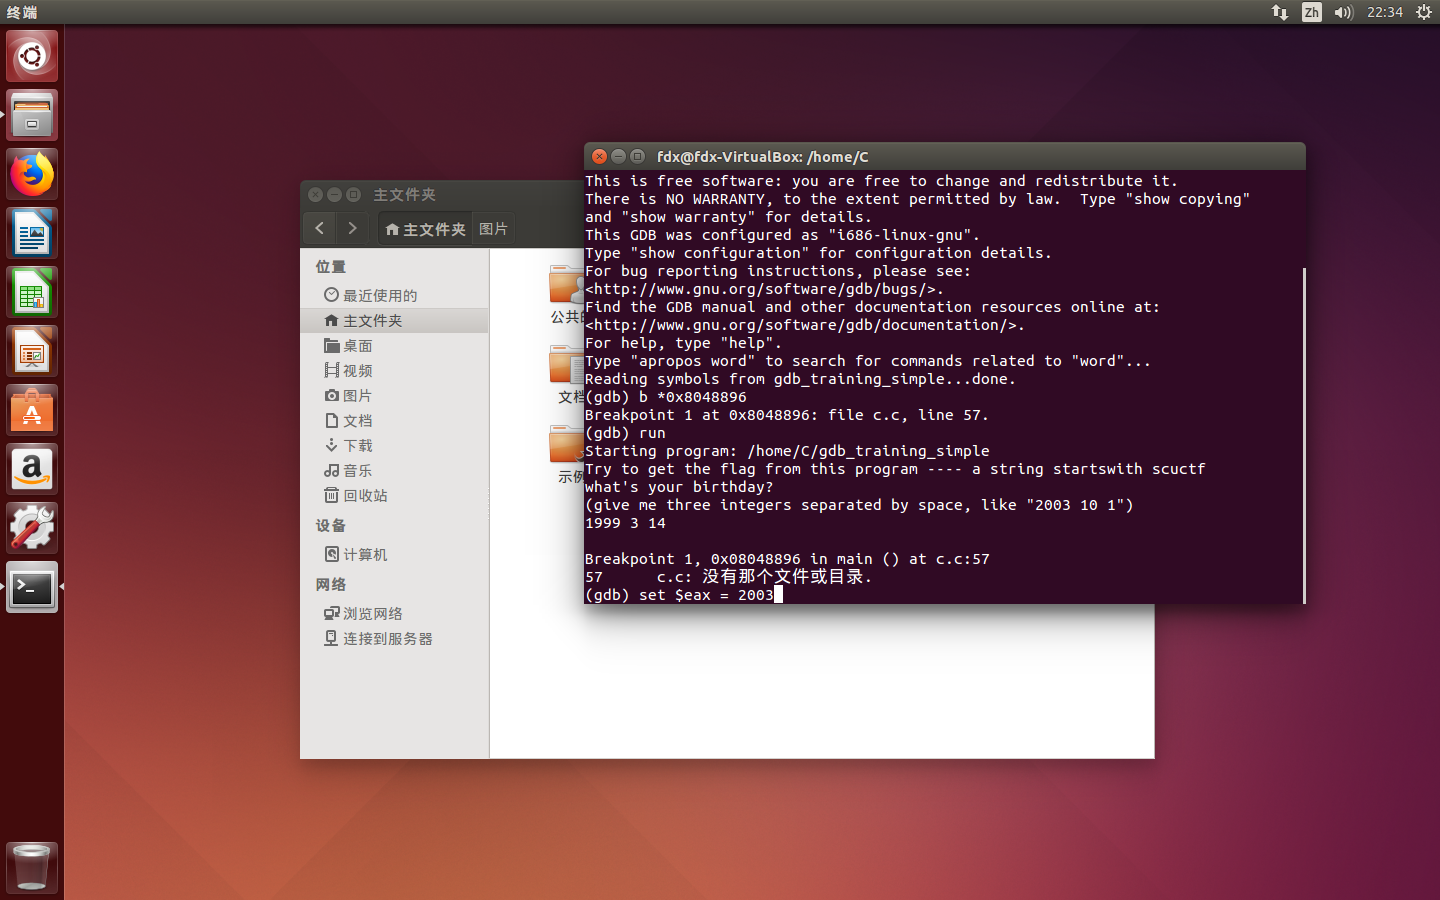 终端
Zh
22:34
主文件夹
主文件夹 图片
位置
最近使用的
主文件夹
桌面
视频
图片
文档
下载
音乐
回收站
设备
计算机
网络
浏览网络
连接到服务器
公共的
文档
示例
fdx@fdx-VirtualBox: /home/C
This is free software: you are free to change and redistribute it.
There is NO WARRANTY, to the extent permitted by law.  Type "show copying"
and "show warranty" for details.
This GDB was configured as "i686-linux-gnu".
Type "show configuration" for configuration details.
For bug reporting instructions, please see:
<http://www.gnu.org/software/gdb/bugs/>.
Find the GDB manual and other documentation resources online at:
<http://www.gnu.org/software/gdb/documentation/>.
For help, type "help".
Type "apropos word" to search for commands related to "word"...
Reading symbols from gdb_training_simple...done.
(gdb) b *0x8048896
Breakpoint 1 at 0x8048896: file c.c, line 57.
(gdb) run
Starting program: /home/C/gdb_training_simple
Try to get the flag from this program ---- a string startswith scuctf
what's your birthday?
(give me three integers separated by space, like "2003 10 1")
1999 3 14
Breakpoint 1, 0x08048896 in main () at c.c:57
57      c.c: 没有那个文件或目录.
(gdb) set $eax = 2003